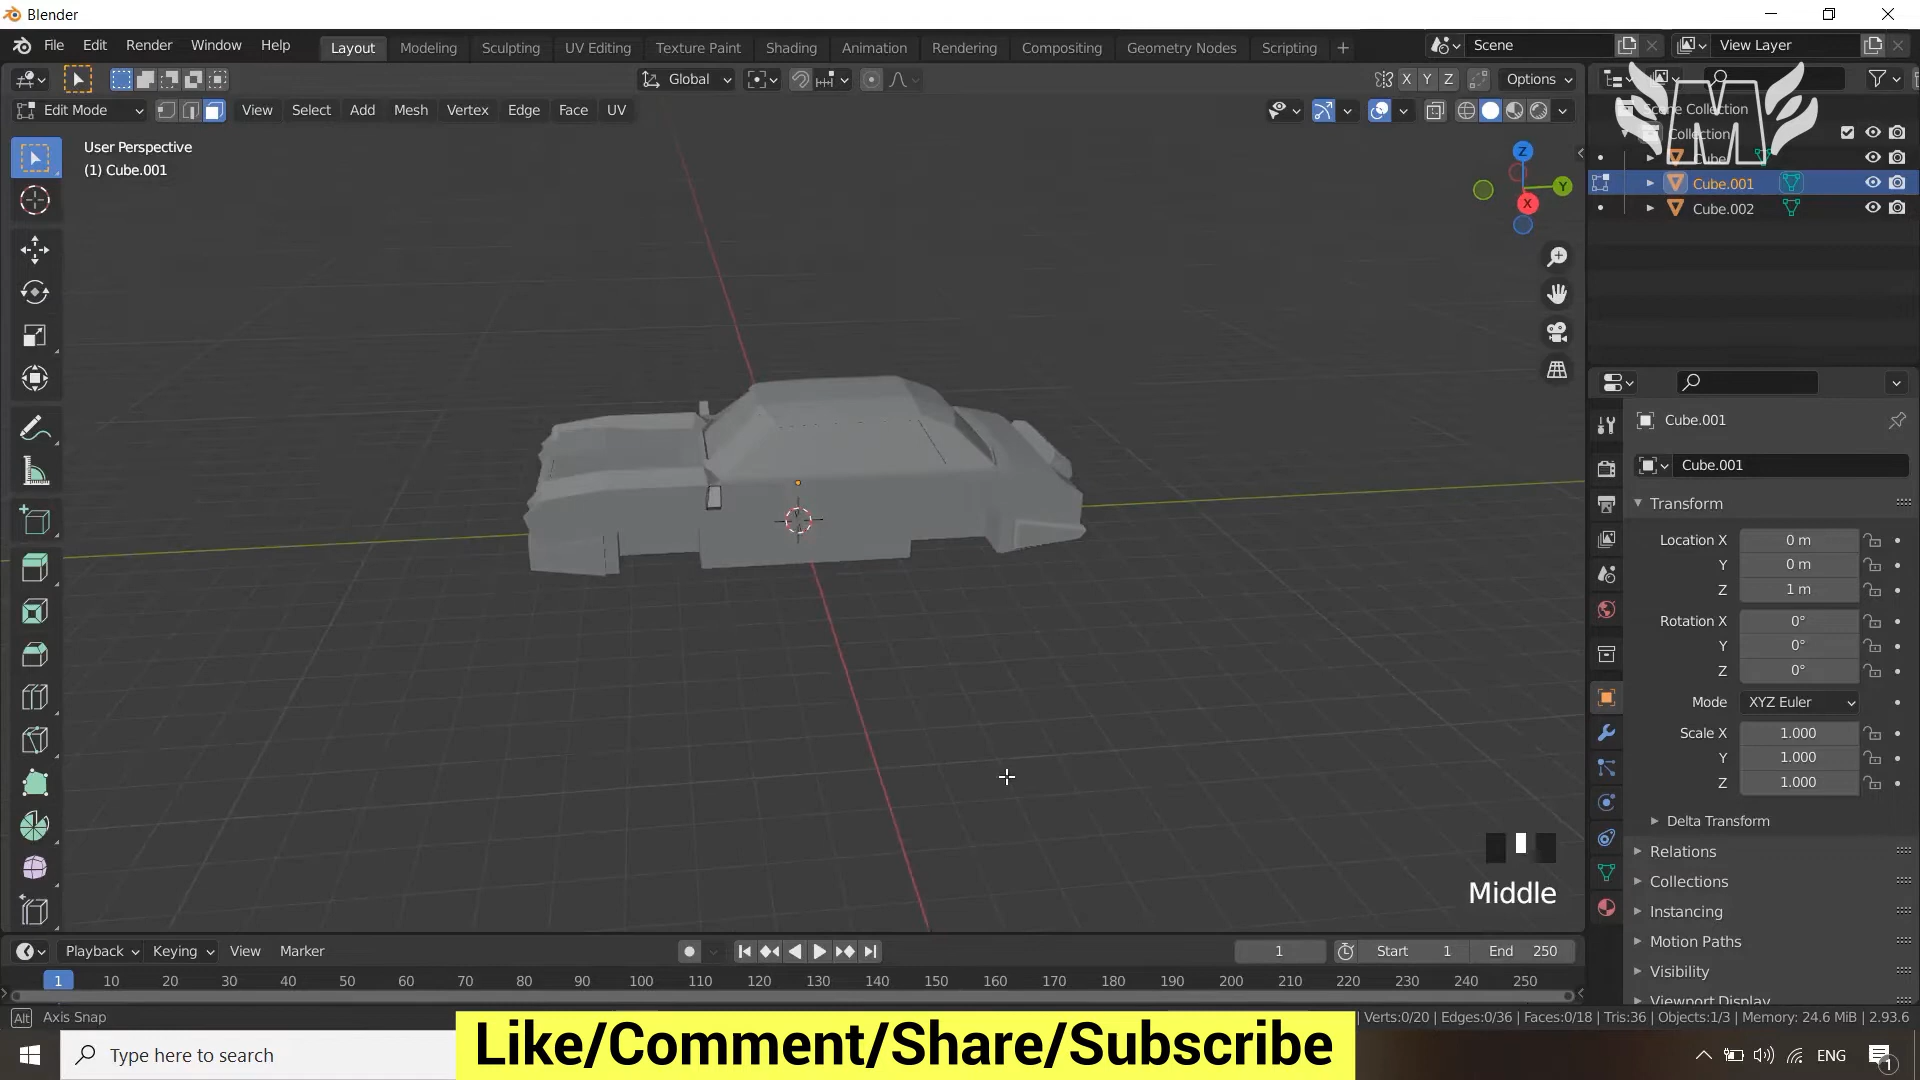 Blender
File Edit Render Window Help Layout Modeling Sculpting UV Editing Texture Paint Shading Animation Rendering Compositing Geometry Nodes Scripting + Scene View Layer
Global X Y Z Options
Edit Mode View Select Add Mesh Vertex Edge Face UV
User Perspective
(1) Cube.001
Z
Y
X
Scene Collection
Collection
Cube
Cube.001
Cube.002
Cube.001
Cube.001
Transform
Location X 0 m
Y 0 m
Z 1 m
Rotation X 0°
Y 0°
Z 0°
Mode XYZ Euler
Scale X 1.000
Y 1.000
Z 1.000
Delta Transform
Relations
Collections
Instancing
Motion Paths
Visibility
Viewport Display
Middle
Playback Keying View Marker 1 Start 1 End 250
1 10 20 30 40 50 60 70 80 90 100 110 120 130 140 150 160 170 180 190 200 210 220 230 240 250
Alt Axis Snap
Verts:0/20 | Edges:0/36 | Faces:0/18 | Tris:36 | Objects:1/3 | Memory: 24.6 MiB | 2.93.6
Type here to search
Like/Comment/Share/Subscribe
ENG
1